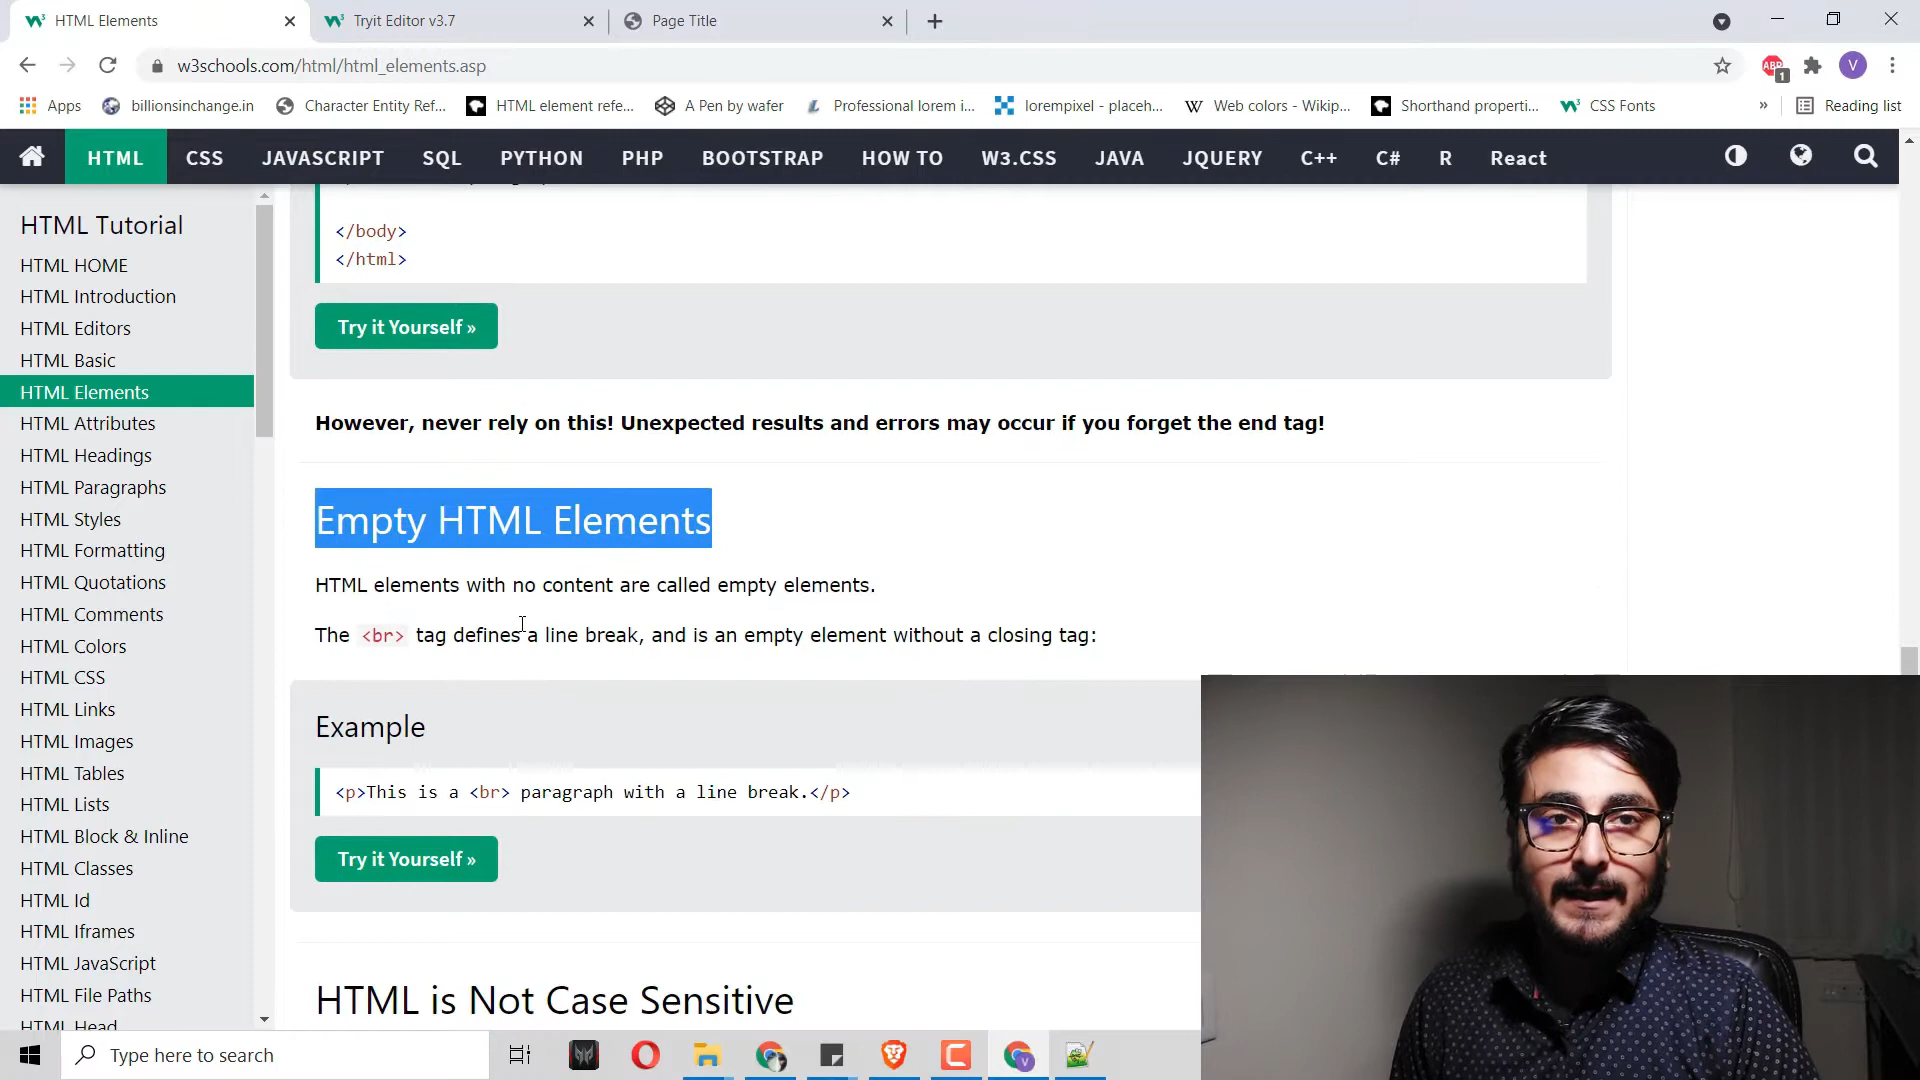 HTML Elements
Tryit Editor v3.7
Page Title
w3schools.com/html/html_elements.asp
ABP
1
V
Apps
billionsinchange.in
Character Entity Ref...
HTML element refe...
A Pen by wafer
Professional lorem i...
lorempixel - placeh...
Web colors - Wikip...
Shorthand properti...
CSS Fonts
»
Reading list
HTML CSS JAVASCRIPT SQL PYTHON PHP BOOTSTRAP HOW TO W3.CSS JAVA JQUERY C++ C# R React
HTML Tutorial
HTML HOME
HTML Introduction
HTML Editors
HTML Basic
HTML Elements
HTML Attributes
HTML Headings
HTML Paragraphs
HTML Styles
HTML Formatting
HTML Quotations
HTML Comments
HTML Colors
HTML CSS
HTML Links
HTML Images
HTML Tables
HTML Lists
HTML Block & Inline
HTML Classes
HTML Id
HTML Iframes
HTML JavaScript
HTML File Paths
HTML Head
</body>
</html>
Try it Yourself »
However, never rely on this! Unexpected results and errors may occur if you forget the end tag!
Empty HTML Elements
HTML elements with no content are called empty elements.
The <br> tag defines a line break, and is an empty element without a closing tag:
Example
<p>This is a <br> paragraph with a line break.</p>
Try it Yourself »
HTML is Not Case Sensitive
Type here to search